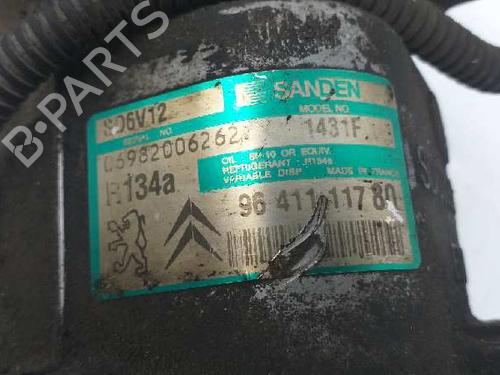 SD6V12
SANDEN
SERIAL NO.
MODEL NO.
1431F
OIL SP-10 OR EQUIV.
REFRIGERANT : R134a
VARIABLE DISP. MADE IN FRANCE
R134a
96 411 117 80
B-PARTS